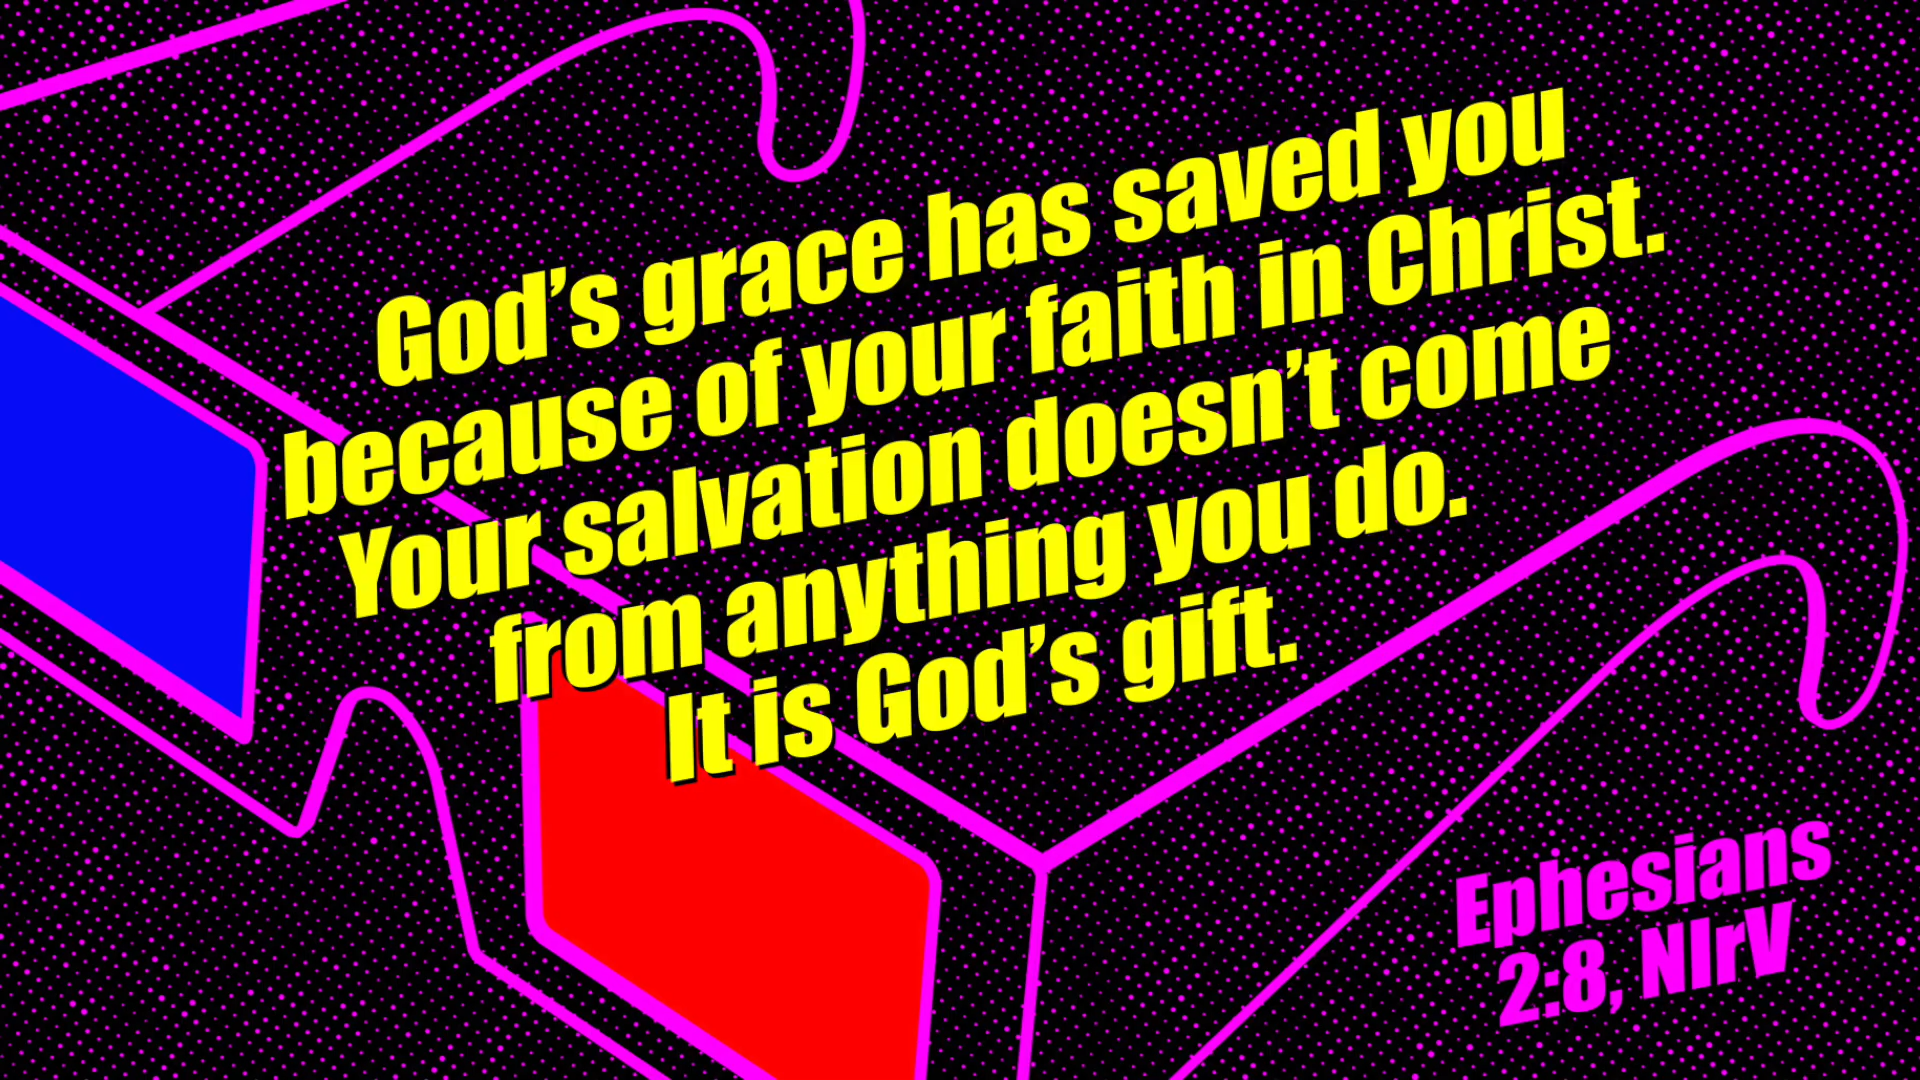 God’s grace has saved you
because of your faith in Christ.
Your salvation doesn’t come
from anything you do.
It is God’s gift.
Ephesians
2:8, NIrV